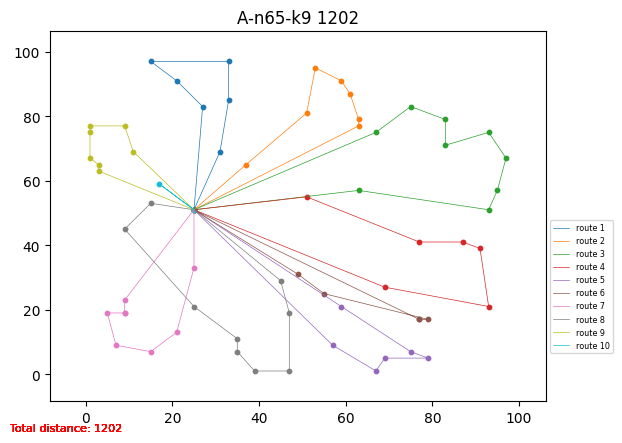 A-n65-k9 1202
100
80
60
40
20
0
0 20 40 60 80 100
route 1
route 2
route 3
route 4
route 5
route 6
route 7
route 8
route 9
route 10
Total distance: 1202